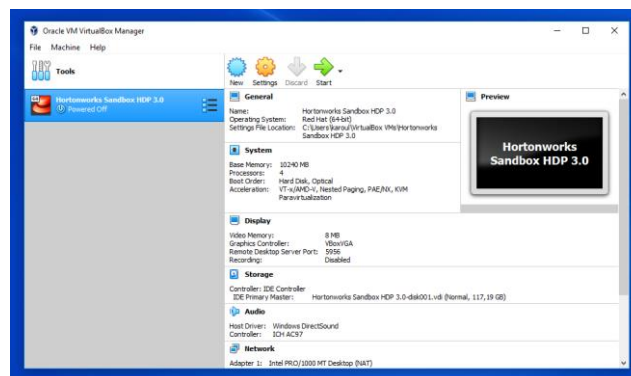 Oracle VM VirtualBox Manager
File Machine Help
Tools
New Settings Discard Start
Hortonworks Sandbox HDP 3.0
Powered Off
General
Name: Hortonworks Sandbox HDP 3.0
Operating System: Red Hat (64-bit)
Settings File Location: C:\Users\karoul\VirtualBox VMs\Hortonworks
Sandbox HDP 3.0
Preview
Hortonworks
Sandbox HDP 3.0
System
Base Memory: 10240 MB
Processors: 4
Boot Order: Hard Disk, Optical
Acceleration: VT-x/AMD-V, Nested Paging, PAE/NX, KVM
Paravirtualization
Display
Video Memory: 8 MB
Graphics Controller: VBoxVGA
Remote Desktop Server Port: 5956
Recording: Disabled
Storage
Controller: IDE Controller
IDE Primary Master: Hortonworks Sandbox HDP 3.0-disk001.vdi (Normal, 117,19 GB)
Audio
Host Driver: Windows DirectSound
Controller: ICH AC97
Network
Adapter 1: Intel PRO/1000 MT Desktop (NAT)